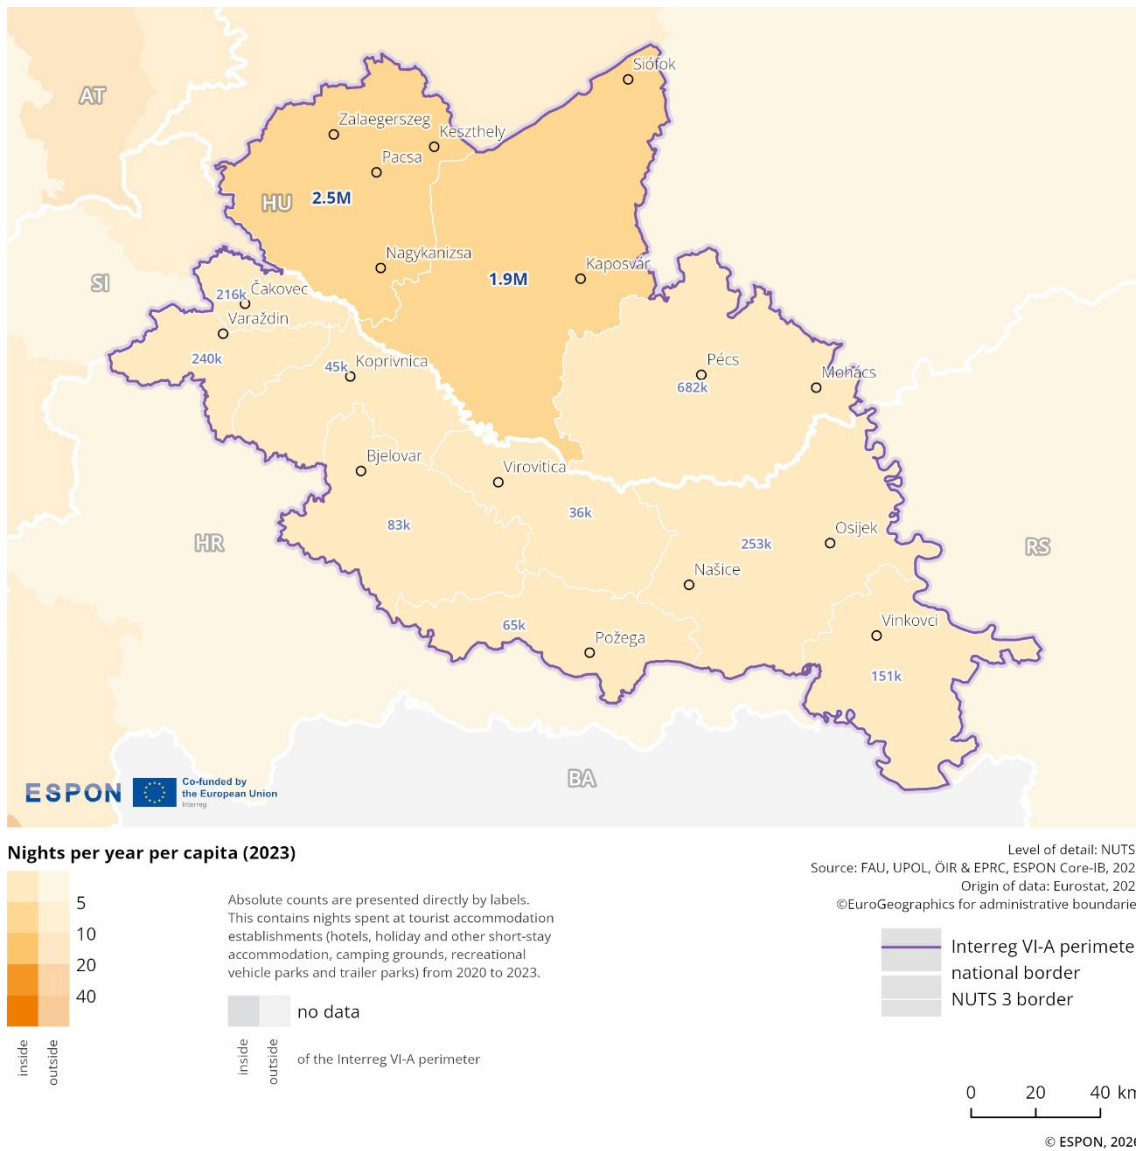 Siófok
AT
Zalaegerszeg
Keszthely
Pacsa
HU
2.5M
Nagykanizsa
Kaposvár
1.9M
SI
216k
Čakovec
Varaždin
240k
45k
Koprivnica
Pécs
682k
Mohács
Bjelovar
Virovitica
83k
36k
HR
253k
Osijek
RS
Našice
65k
Požega
Vinkovci
151k
BA
ESPON
Co-funded by
the European Union
Interreg
Nights per year per capita (2023)
5
10
20
40
inside
outside
Absolute counts are presented directly by labels.
This contains nights spent at tourist accommodation
establishments (hotels, holiday and other short-stay
accommodation, camping grounds, recreational
vehicle parks and trailer parks) from 2020 to 2023.
no data
inside
outside
of the Interreg VI-A perimeter
Level of detail: NUTS
Source: FAU, UPOL, ÖIR & EPRC, ESPON Core-IB, 202
Origin of data: Eurostat, 202
©EuroGeographics for administrative boundarie
Interreg VI-A perimete
national border
NUTS 3 border
0 20 40 km
© ESPON, 2026